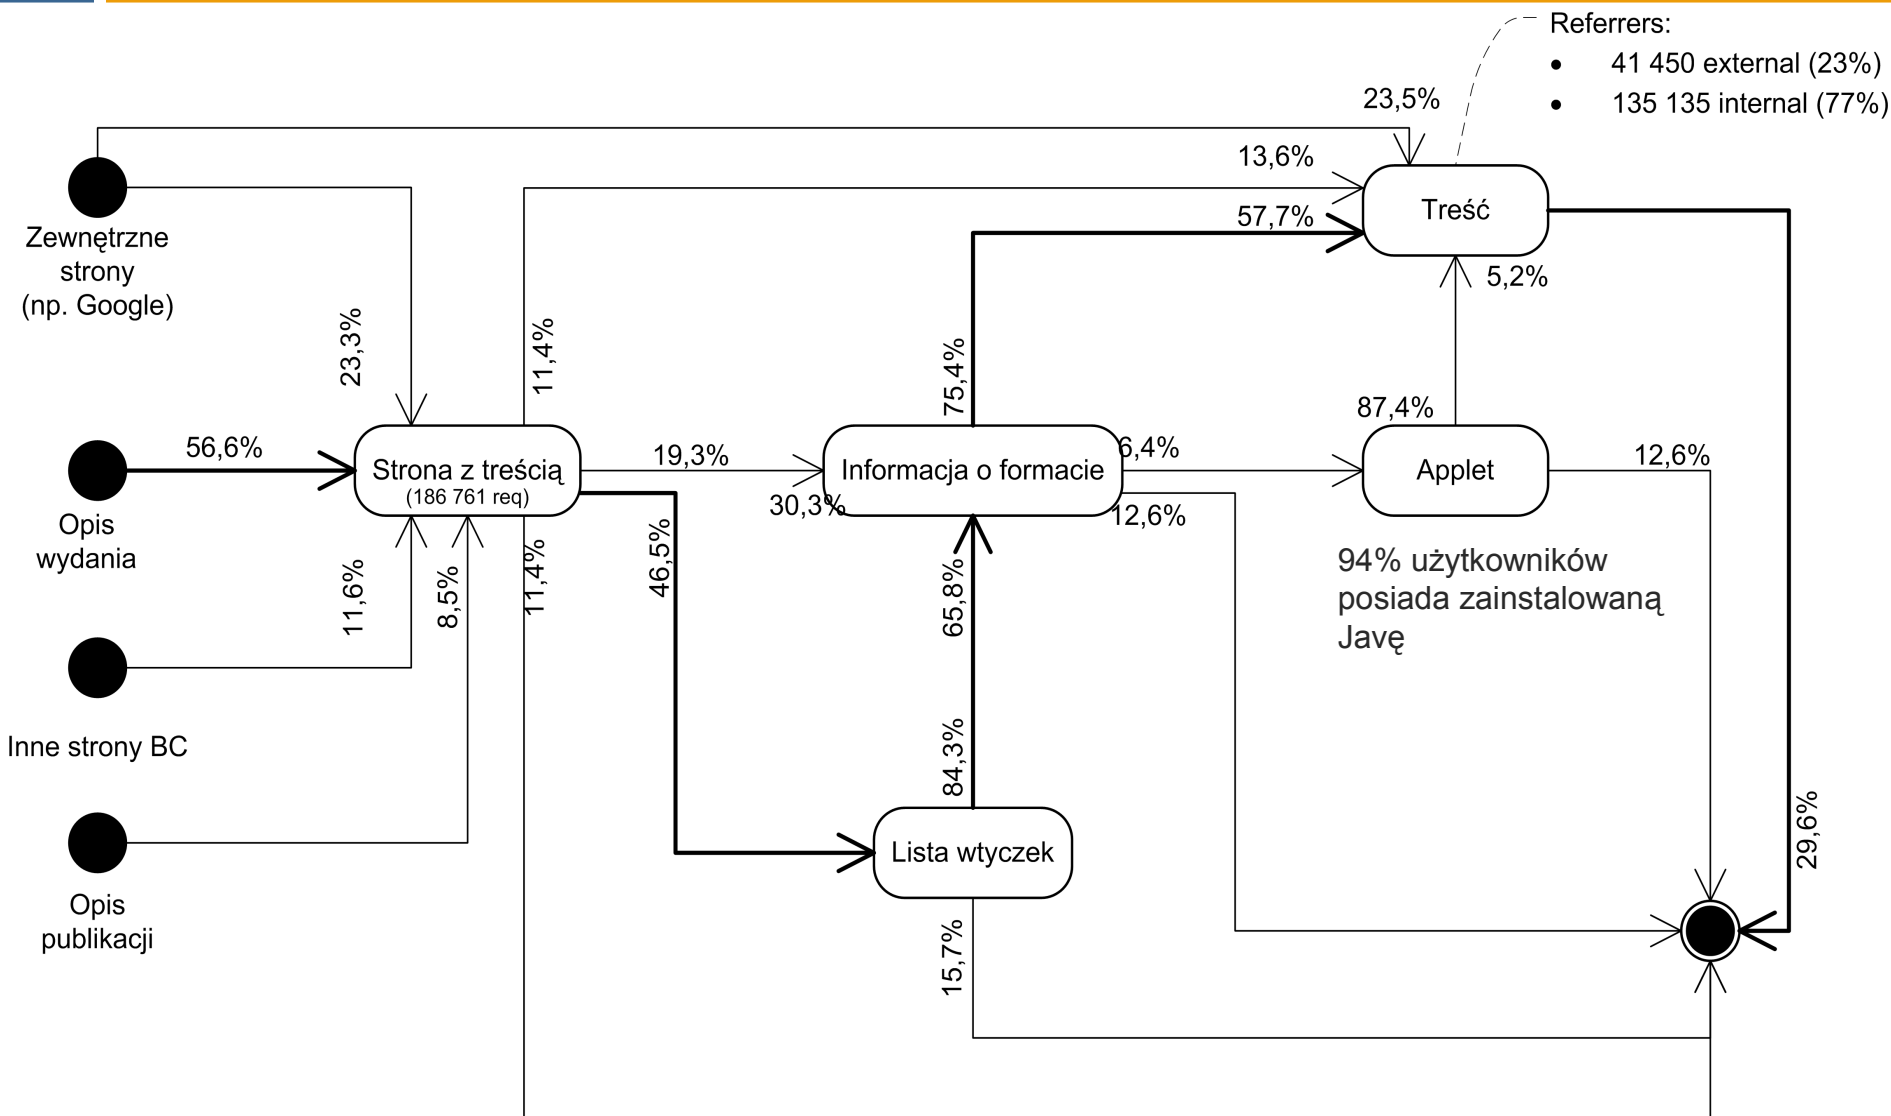 Referrers:
• 41 450 external (23%)
• 135 135 internal (77%)
23,5%
13,6%
57,7%
Treść
5,2%
Zewnętrzne
strony
(np. Google)
23,3%
11,4%
75,4%
87,4%
56,6%
Strona z treścią
(186 761 req)
19,3%
30,3%
Informacja o formacie
6,4%
12,6%
Applet
12,6%
Opis
wydania
11,6%
8,5%
11,4%
46,5%
65,8%
94% użytkowników
posiada zainstalowaną
Javę
Inne strony BC
84,3%
29,6%
Lista wtyczek
Opis
publikacji
15,7%